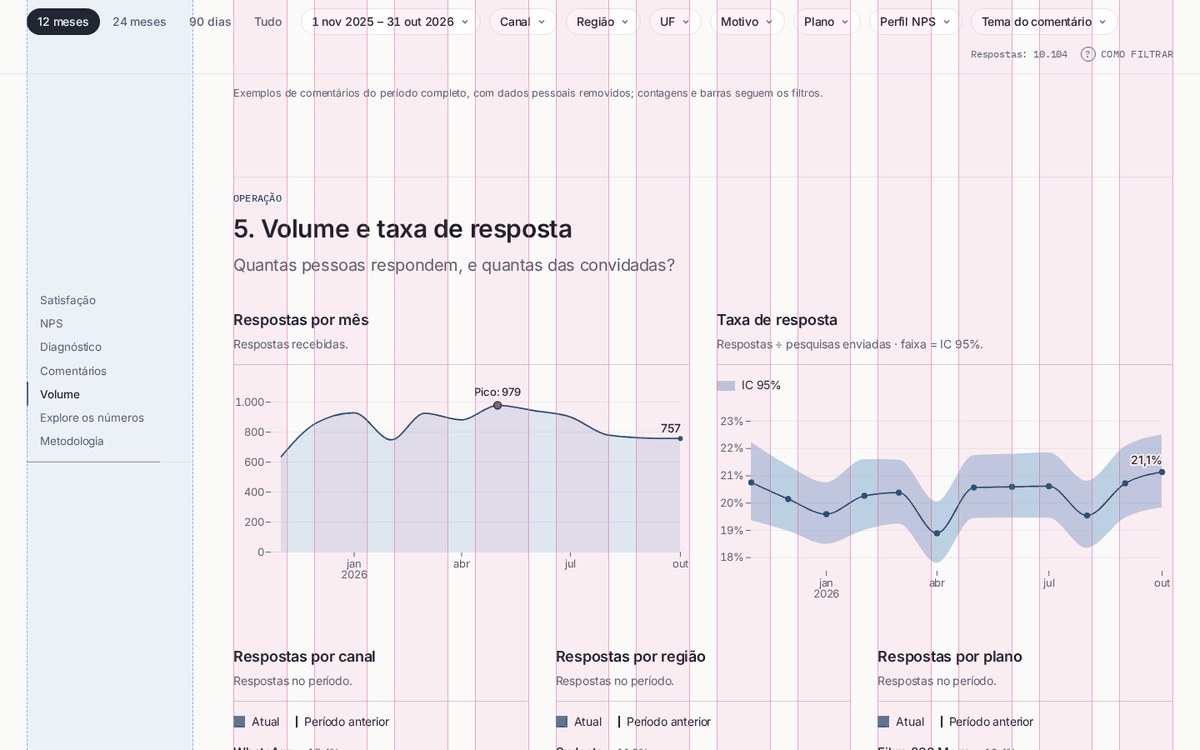 12 meses 24 meses 90 dias Tudo 1 nov 2025 – 31 out 2026 Canal Região UF Motivo Plano Perfil NPS Tema do comentário
Respostas: 10.104 ? COMO FILTRAR
Exemplos de comentários do período completo, com dados pessoais removidos; contagens e barras seguem os filtros.
OPERAÇÃO
5. Volume e taxa de resposta
Quantas pessoas respondem, e quantas das convidadas?
Satisfação
NPS
Diagnóstico
Comentários
Volume
Explore os números
Metodologia
Respostas por mês
Respostas recebidas.
Pico: 979
757
1.000
800
600
400
200
0
jan abr jul out
2026
Taxa de resposta
Respostas ÷ pesquisas enviadas · faixa = IC 95%.
IC 95%
23%
22%
21%
20%
19%
18%
21,1%
jan abr jul out
2026
Respostas por canal
Respostas no período.
Atual Período anterior
Respostas por região
Respostas no período.
Atual Período anterior
Respostas por plano
Respostas no período.
Atual Período anterior